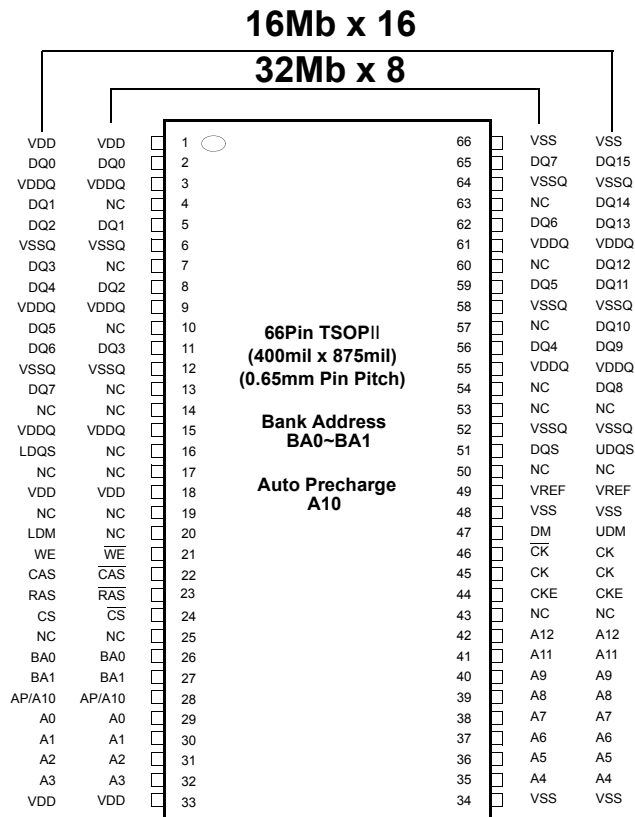 16Mb x 16
32Mb x 8
VDD VDD 1 66 VSS VSS
DQ0 DQ0 2 65 DQ7 DQ15
VDDQ VDDQ 3 64 VSSQ VSSQ
DQ1 NC 4 63 NC DQ14
DQ2 DQ1 5 62 DQ6 DQ13
VSSQ VSSQ 6 61 VDDQ VDDQ
DQ3 NC 7 60 NC DQ12
DQ4 DQ2 8 59 DQ5 DQ11
VDDQ VDDQ 9 58 VSSQ VSSQ
DQ5 NC 10 57 NC DQ10
66Pin TSOPII
DQ6 DQ3 11 56 DQ4 DQ9
(400mil x 875mil)
VSSQ VSSQ 12 55 VDDQ VDDQ
(0.65mm Pin Pitch)
DQ7 NC 13 54 NC DQ8
NC NC 14 53 NC NC
Bank Address
VDDQ VDDQ 15 52 VSSQ VSSQ
BA0~BA1
LDQS NC 16 51 DQS UDQS
NC NC 17 50 NC NC
Auto Precharge
VDD VDD 18 49 VREF VREF
A10
NC NC 19 48 VSS VSS
LDM NC 20 47 DM UDM
WE W̅E̅ 21 46 C̅K̅ CK
CAS C̅A̅S̅ 22 45 CK CK
RAS R̅A̅S̅ 23 44 CKE CKE
CS C̅S̅ 24 43 NC NC
NC NC 25 42 A12 A12
BA0 BA0 26 41 A11 A11
BA1 BA1 27 40 A9 A9
AP/A10 AP/A10 28 39 A8 A8
A0 A0 29 38 A7 A7
A1 A1 30 37 A6 A6
A2 A2 31 36 A5 A5
A3 A3 32 35 A4 A4
VDD VDD 33 34 VSS VSS